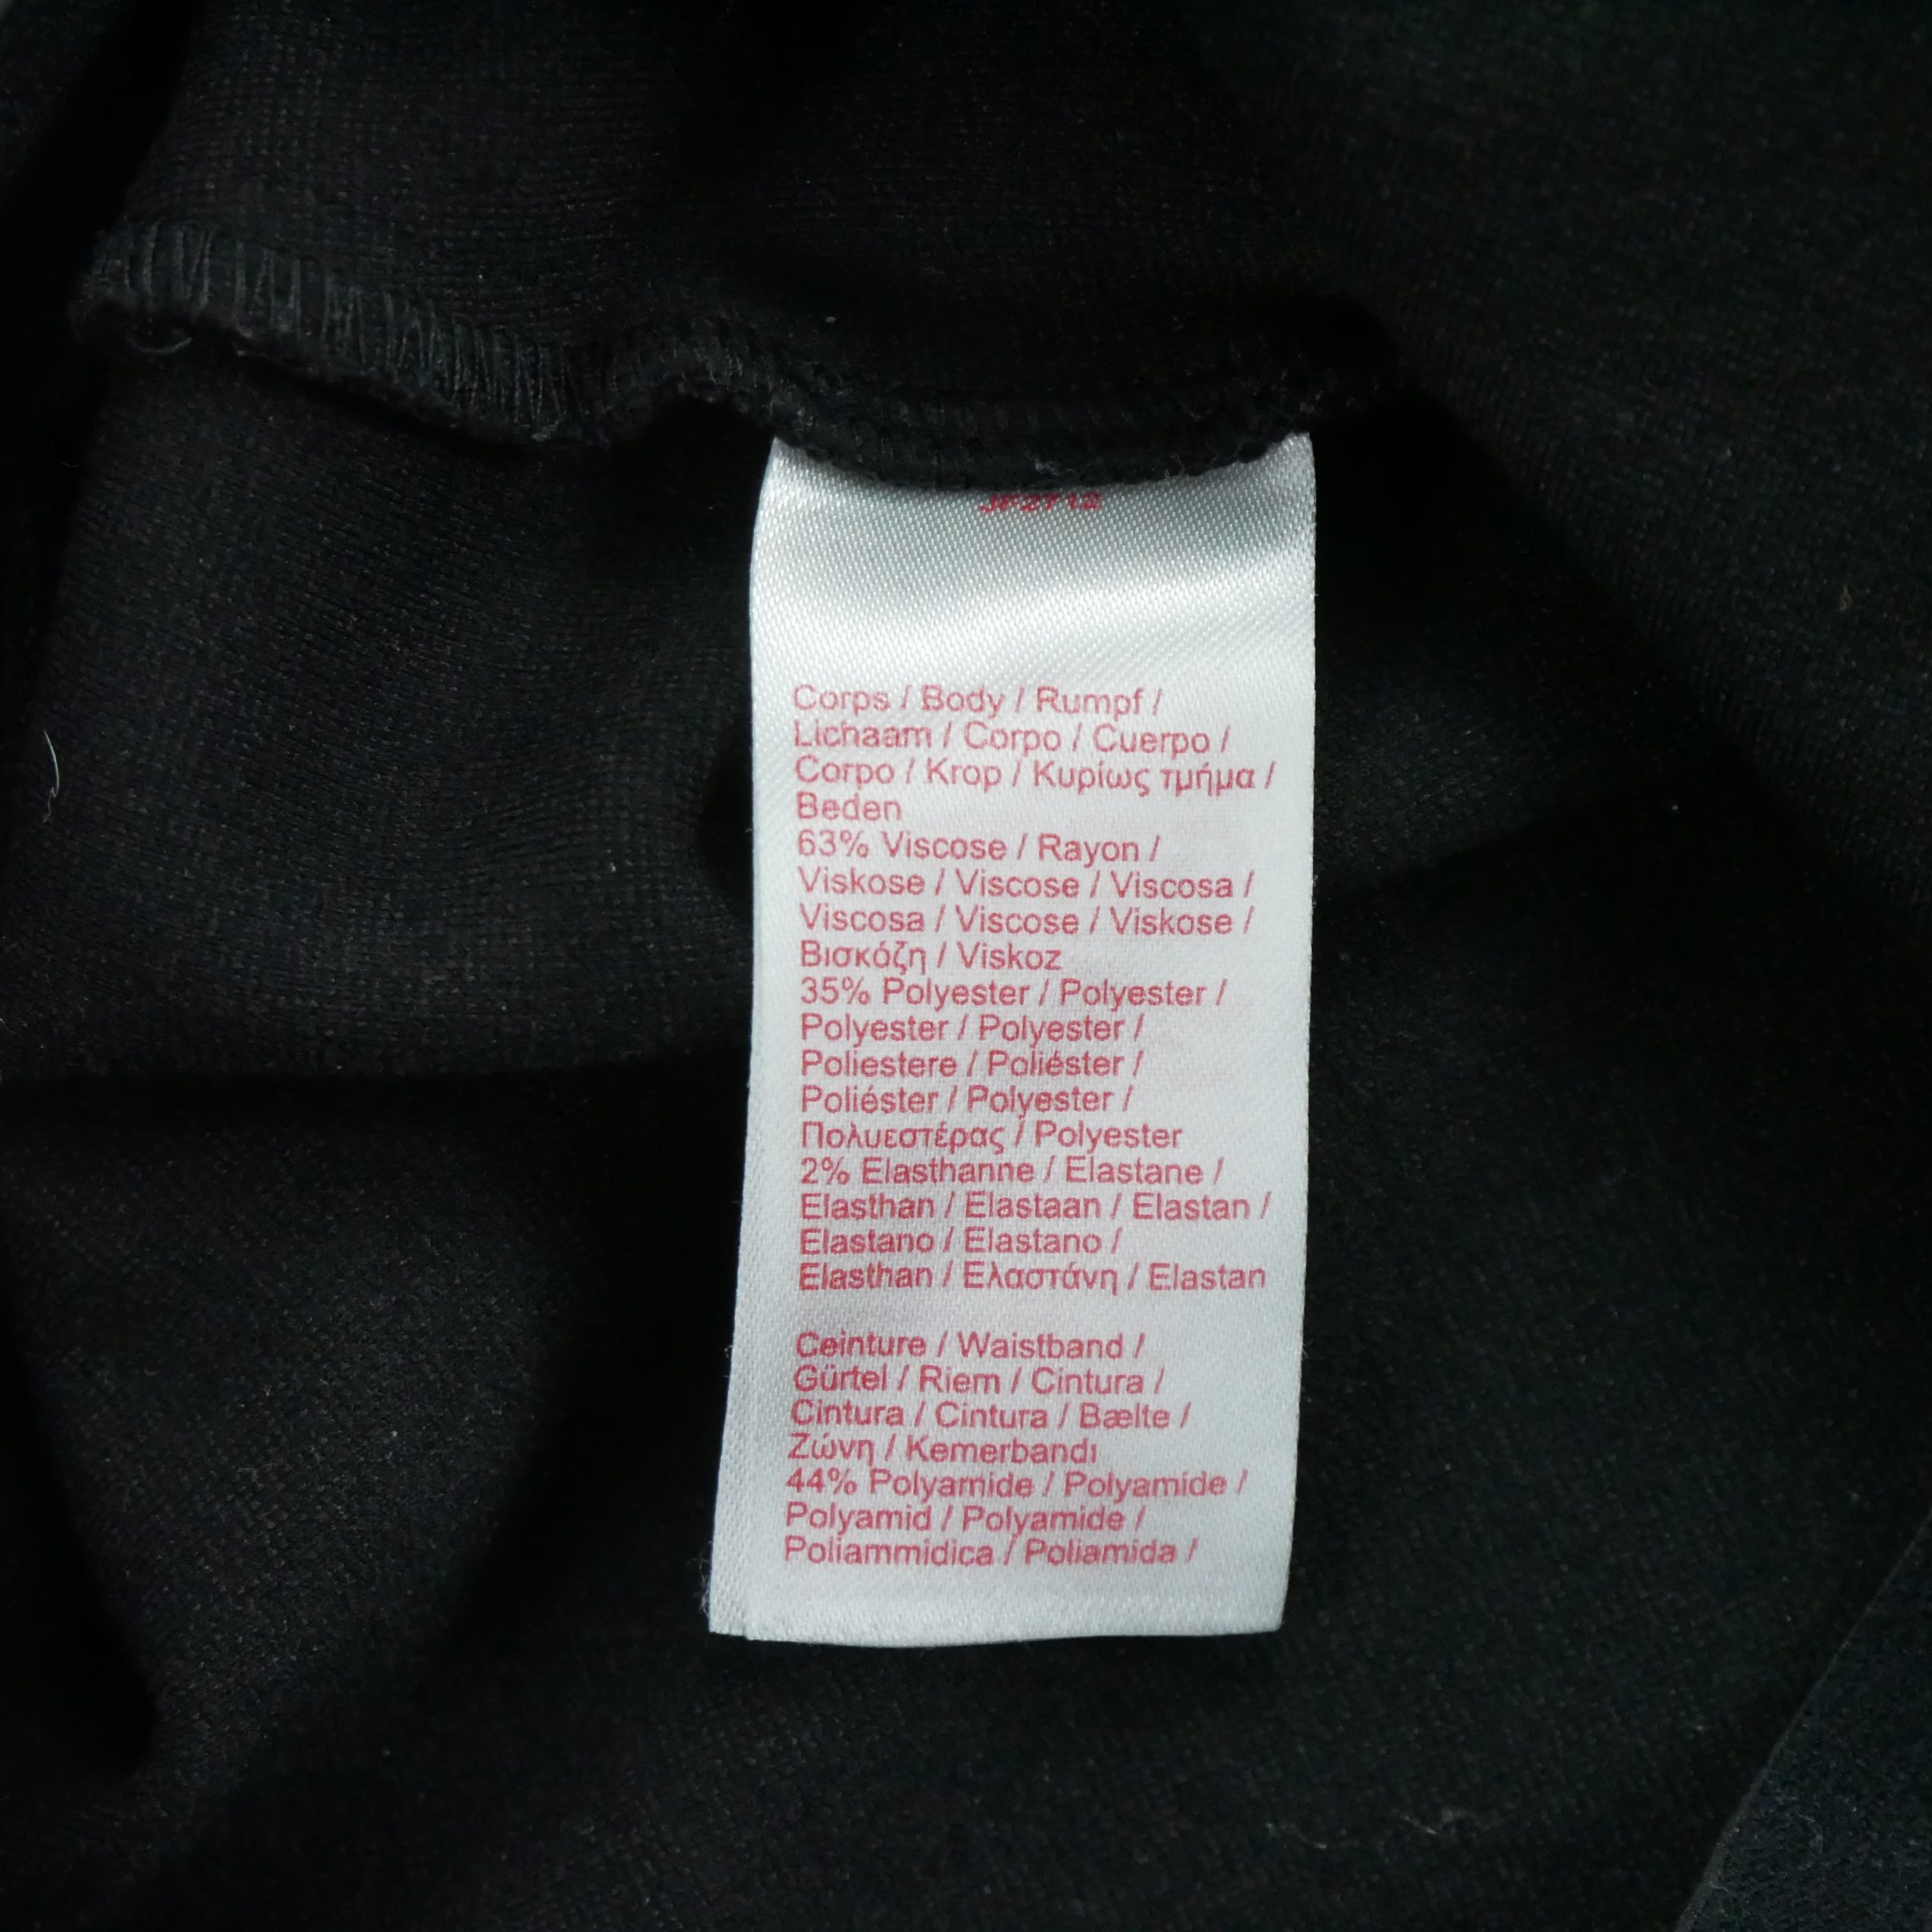 JF2712
Corps / Body / Rumpf /
Lichaam / Corpo / Cuerpo /
Corpo / Krop / Κυρίως τμήμα /
Beden
63% Viscose / Rayon /
Viskose / Viscose / Viscosa /
Viscosa / Viscose / Viskose /
Βισκόζη / Viskoz
35% Polyester / Polyester /
Polyester / Polyester /
Poliestere / Poliéster /
Poliéster / Polyester /
Πολυεστέρας / Polyester
2% Elasthanne / Elastane /
Elasthan / Elastaan / Elastan /
Elastano / Elastano /
Elasthan / Ελαστάνη / Elastan
Ceinture / Waistband /
Gürtel / Riem / Cintura /
Cintura / Cintura / Bælte /
Ζώνη / Kemerbandı
44% Polyamide / Polyamide /
Polyamid / Polyamide /
Poliammidica / Poliamida /